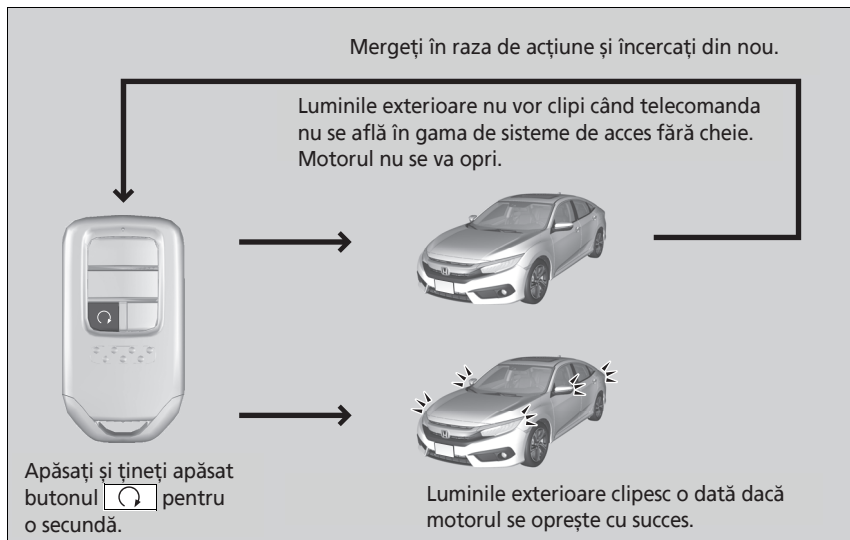 Mergeți în raza de acțiune și încercați din nou.
Luminile exterioare nu vor clipi când telecomanda
nu se află în gama de sisteme de acces fără cheie.
Motorul nu se va opri.
Apăsați și țineți apăsat
butonul pentru
o secundă.
Luminile exterioare clipesc o dată dacă
motorul se oprește cu succes.